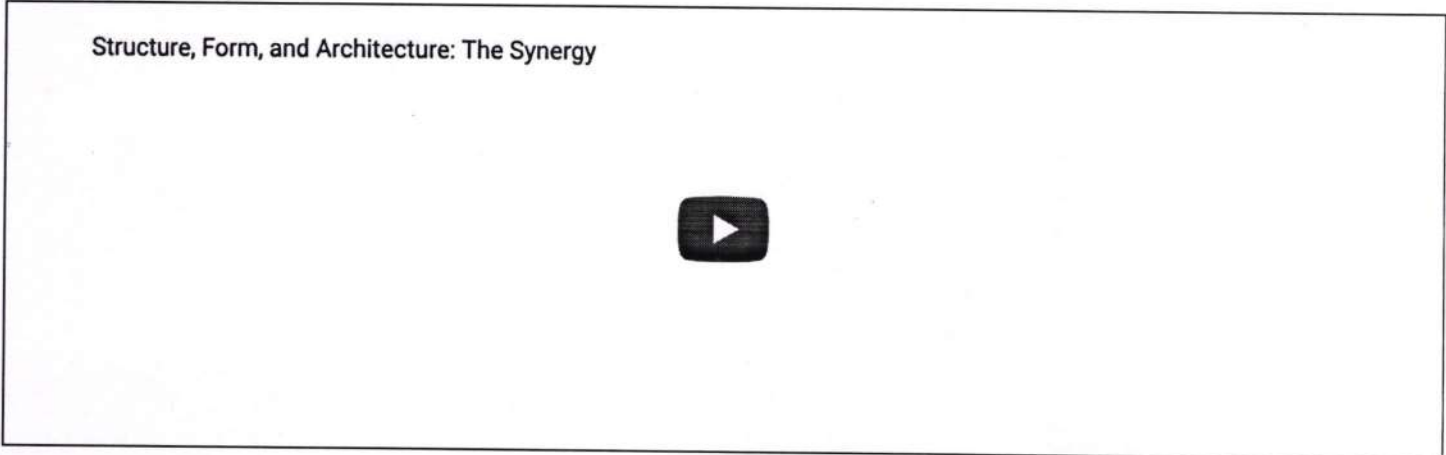 Structure, Form, and Architecture: The Synergy